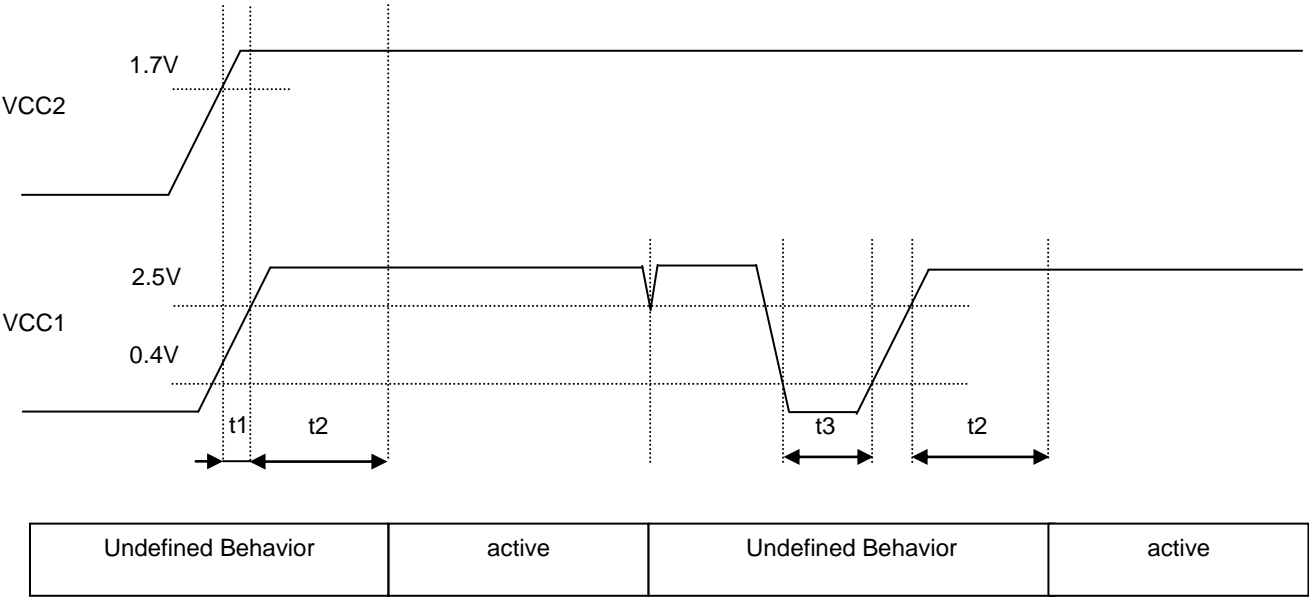 1.7V
VCC2
2.5V
VCC1
0.4V
t1 t2 t3 t2
Undefined Behavior active Undefined Behavior active